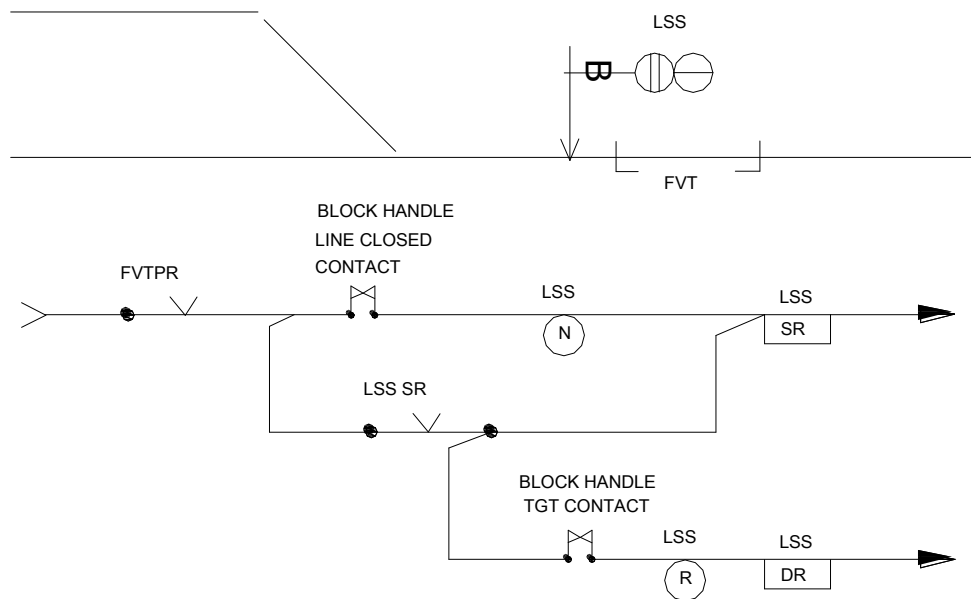 LSS
B
FVT
BLOCK HANDLE
LINE CLOSED
CONTACT
FVTPR
LSS
LSS
N
SR
LSS SR
BLOCK HANDLE
TGT CONTACT
LSS
LSS
R
DR